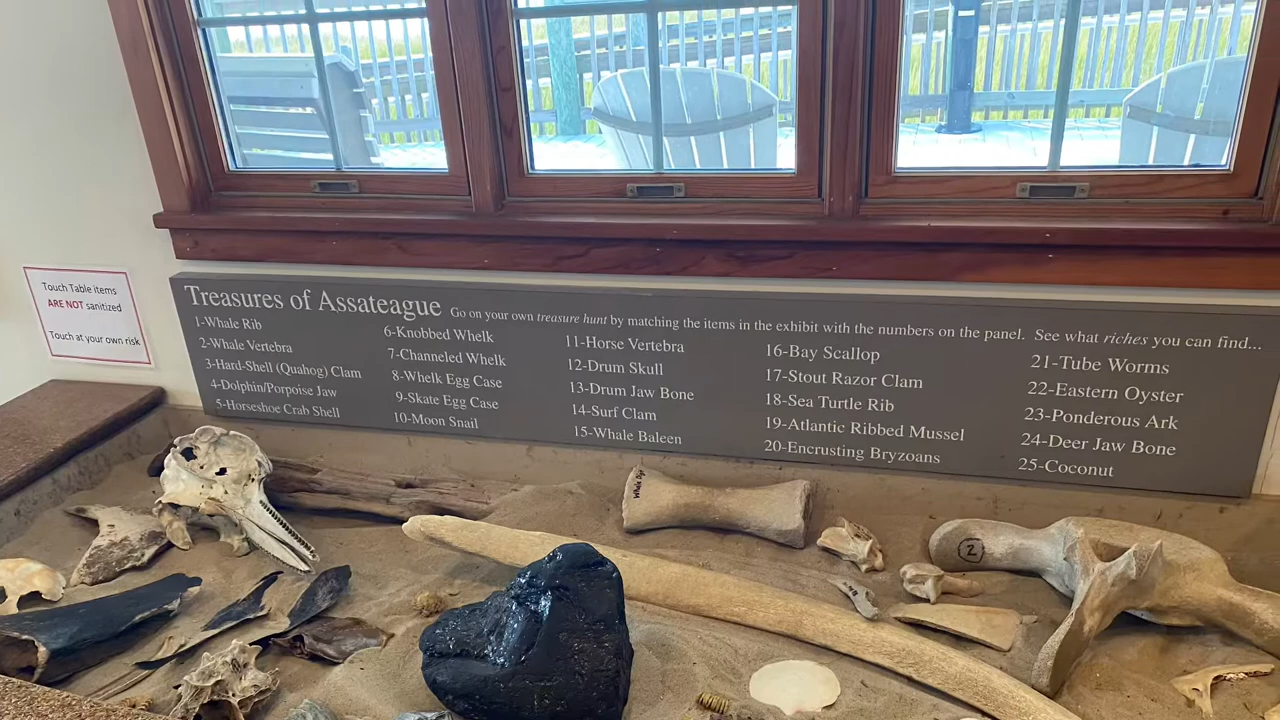 Touch Table items
ARE NOT sanitized
Touch at your own risk
Treasures of Assateague Go on your own treasure hunt by matching the items in the exhibit with the numbers on the panel. See what riches you can find...
1-Whale Rib
2-Whale Vertebra
3-Hard-Shell (Quahog) Clam
4-Dolphin/Porpoise Jaw
5-Horseshoe Crab Shell
6-Knobbed Whelk
7-Channeled Whelk
8-Whelk Egg Case
9-Skate Egg Case
10-Moon Snail
11-Horse Vertebra
12-Drum Skull
13-Drum Jaw Bone
14-Surf Clam
15-Whale Baleen
16-Bay Scallop
17-Stout Razor Clam
18-Sea Turtle Rib
19-Atlantic Ribbed Mussel
20-Encrusting Bryzoans
21-Tube Worms
22-Eastern Oyster
23-Ponderous Ark
24-Deer Jaw Bone
25-Coconut
Whale
2